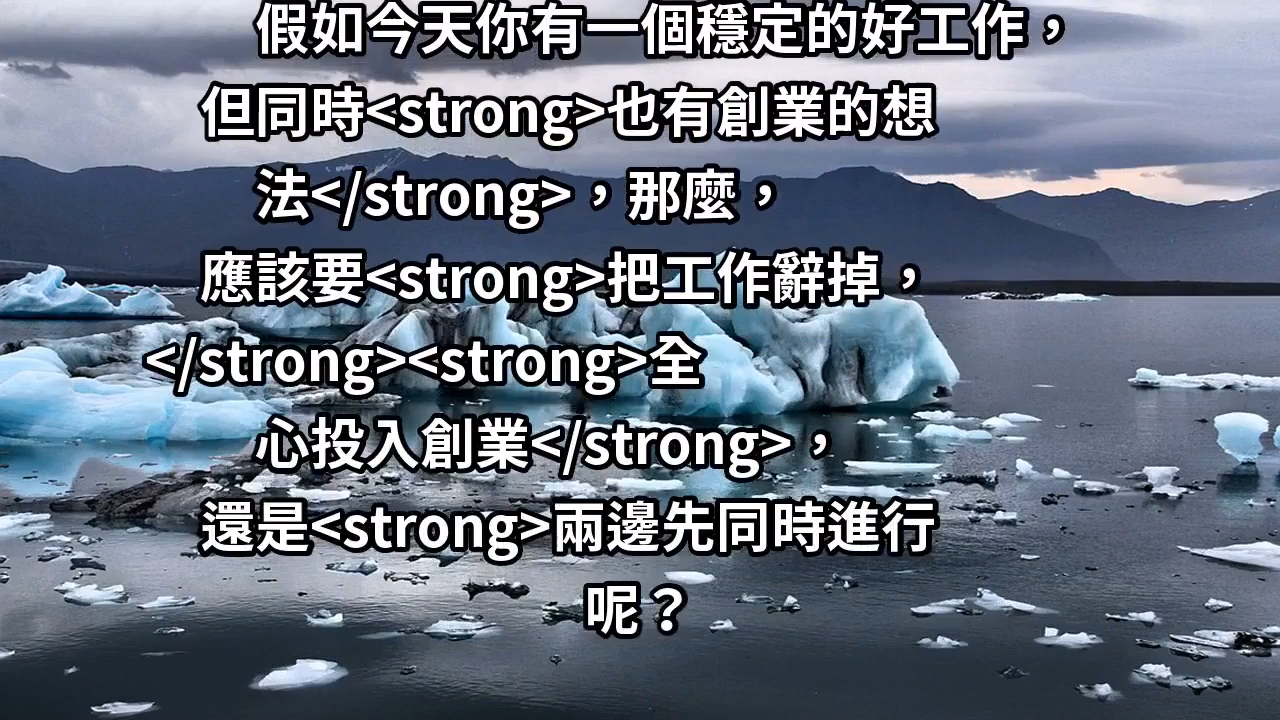 假如今天你有一個穩定的好工作，
但同時<strong>也有創業的想
法</strong>，那麼，
應該要<strong>把工作辭掉，
</strong><strong>全
心投入創業</strong>，
還是<strong>兩邊先同時進行
呢？